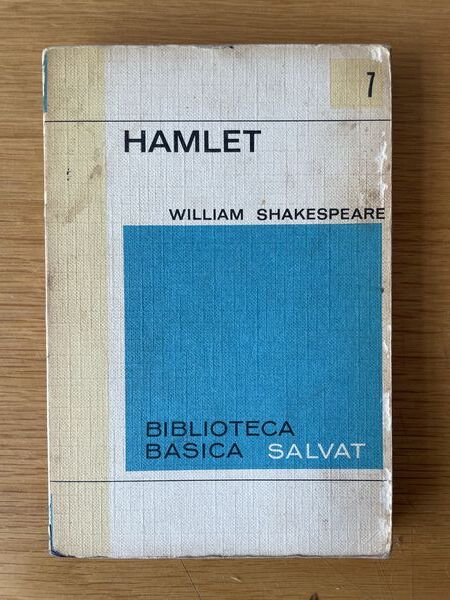 7
HAMLET
WILLIAM SHAKESPEARE
BIBLIOTECA
BASICA SALVAT